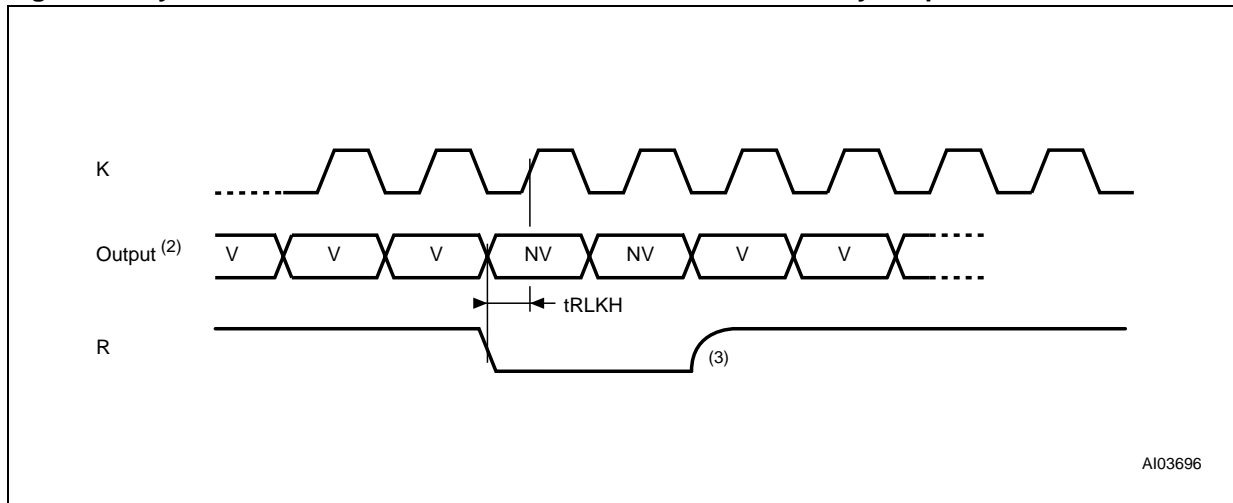 K
Output (2) V V V NV NV V V
tRLKH
R
(3)
AI03696